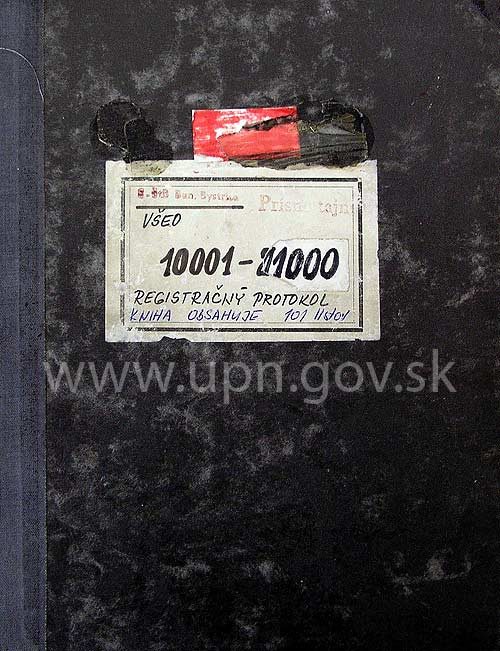 S-ŠtB Ban. Bystrica
Prísne tajné
VŠEO
10001-11000
REGISTRAČNÝ PROTOKOL
KNIHA OBSAHUJE 101 listov
www.upn.gov.sk